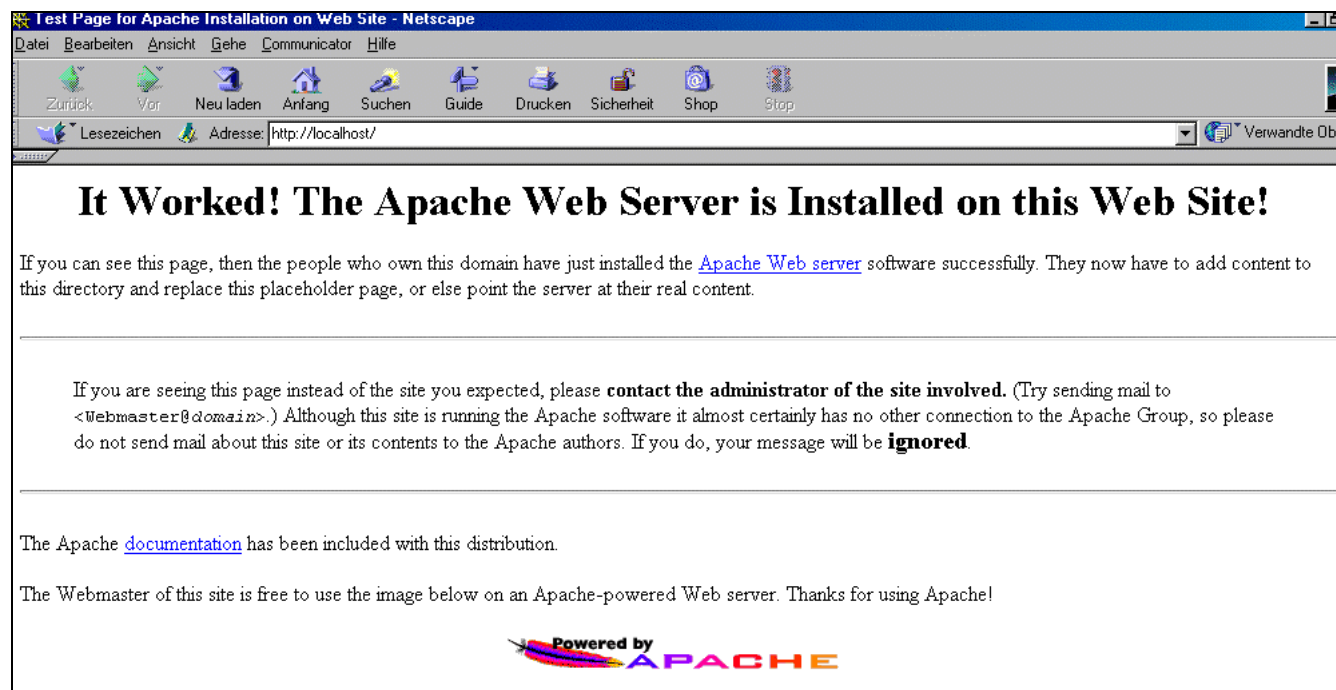 Test Page for Apache Installation on Web Site - Netscape
Datei Bearbeiten Ansicht Gehe Communicator Hilfe
Zurück Vor Neu laden Anfang Suchen Guide Drucken Sicherheit Shop Stop
Lesezeichen Adresse: http://localhost/ Verwandte Ob
It Worked! The Apache Web Server is Installed on this Web Site!
If you can see this page, then the people who own this domain have just installed the Apache Web server software successfully. They now have to add content to
this directory and replace this placeholder page, or else point the server at their real content.
If you are seeing this page instead of the site you expected, please contact the administrator of the site involved. (Try sending mail to
<Webmaster@domain>.) Although this site is running the Apache software it almost certainly has no other connection to the Apache Group, so please
do not send mail about this site or its contents to the Apache authors. If you do, your message will be ignored.
The Apache documentation has been included with this distribution.
The Webmaster of this site is free to use the image below on an Apache-powered Web server. Thanks for using Apache!
Powered by
APACHE